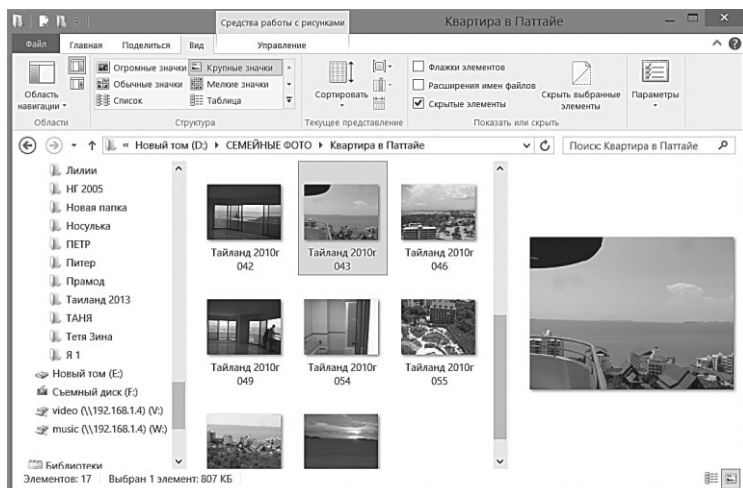 Средства работы с рисунками
Квартира в Паттайе
Файл Главная Поделиться Вид Управление
Область навигации
Огромные значки
Крупные значки
Обычные значки
Мелкие значки
Список
Таблица
Сортировать
Флажки элементов
Расширения имен файлов
Скрытые элементы
Скрыть выбранные элементы
Параметры
Области
Структура
Текущее представление
Показать или скрыть
« Новый том (D:) СЕМЕЙНЫЕ ФОТО Квартира в Паттайе
Поиск: Квартира в Паттайе
Лилии
НГ 2005
Новая папка
Носулька
ПЕТР
Питер
Прамод
Таиланд 2013
ТАНЯ
Тетя Зина
Я 1
Новый том (E:)
Съемный диск (F:)
video (\\192.168.1.4) (V:)
music (\\192.168.1.4) (W:)
Библиотеки
Тайланд 2010г
042
Тайланд 2010г
043
Тайланд 2010г
046
Тайланд 2010г
049
Тайланд 2010г
054
Тайланд 2010г
055
Элементов: 17 Выбран 1 элемент: 807 КБ